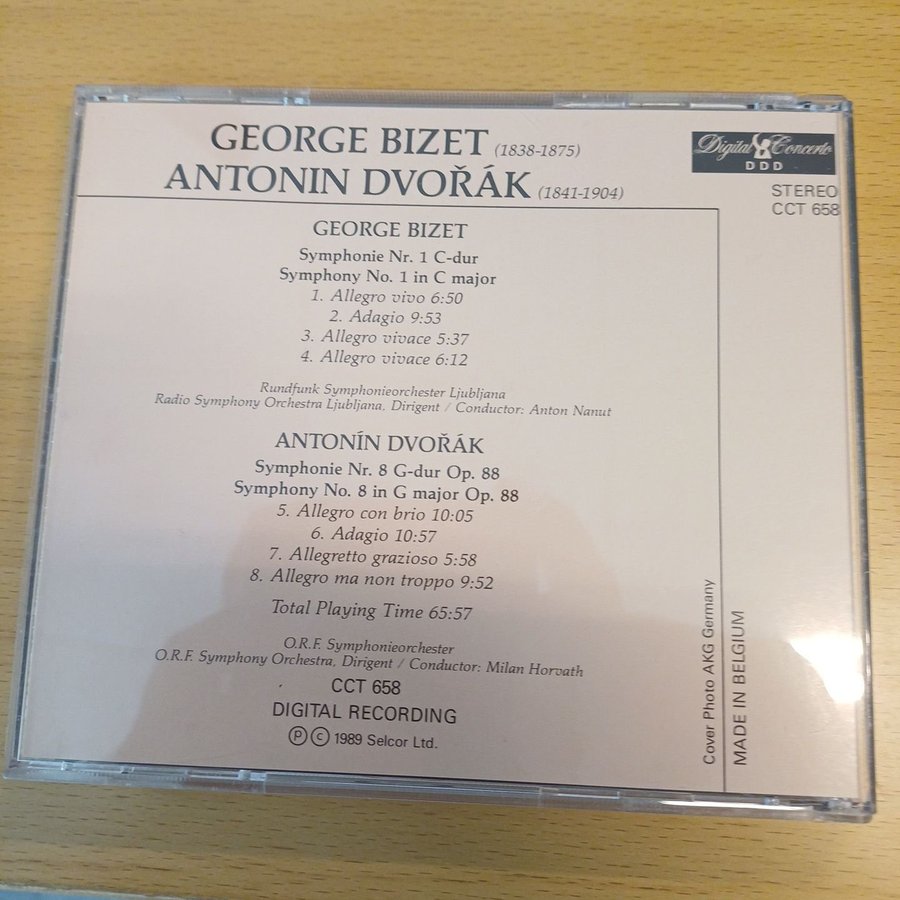 GEORGE BIZET (1838-1875)
ANTONIN DVOŘÁK (1841-1904)
Digital Concerto
DDD
STEREO
CCT 658
GEORGE BIZET
Symphonie Nr. 1 C-dur
Symphony No. 1 in C major
1. Allegro vivo 6:50
2. Adagio 9:53
3. Allegro vivace 5:37
4. Allegro vivace 6:12
Rundfunk Symphonieorchester Ljubljana
Radio Symphony Orchestra Ljubljana, Dirigent / Conductor: Anton Nanut
ANTONÍN DVOŘÁK
Symphonie Nr. 8 G-dur Op. 88
Symphony No. 8 in G major Op. 88
5. Allegro con brio 10:05
6. Adagio 10:57
7. Allegretto grazioso 5:58
8. Allegro ma non troppo 9:52
Total Playing Time 65:57
O.R.F. Symphonieorchester
O.R.F. Symphony Orchestra, Dirigent / Conductor: Milan Horvath
CCT 658
DIGITAL RECORDING
Ⓟ © 1989 Selcor Ltd.
Cover Photo AKG Germany
MADE IN BELGIUM